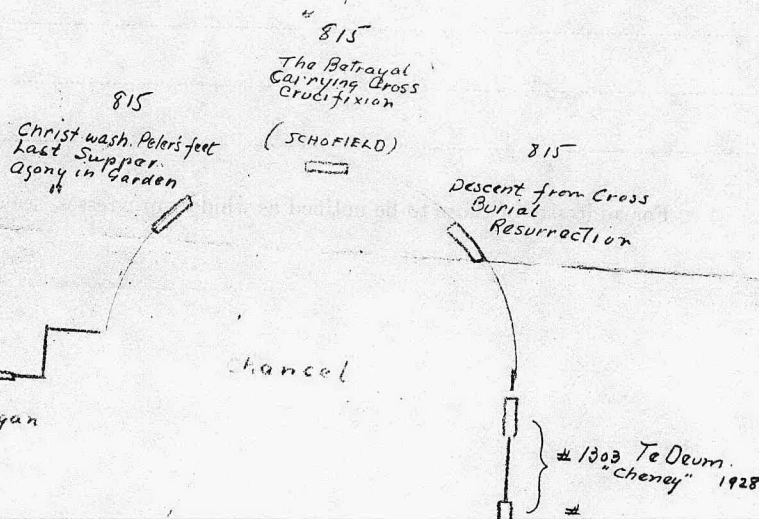 815
The Betrayal
Carrying Cross
Crucifixion
(SCHOFIELD)
815
Christ wash. Peter's feet
Last Supper
Agony in Garden
"
815
Descent from Cross
Burial
Resurrection
Chancel
gan
# 1303 Te Deum.
"Cheney" 1928
#